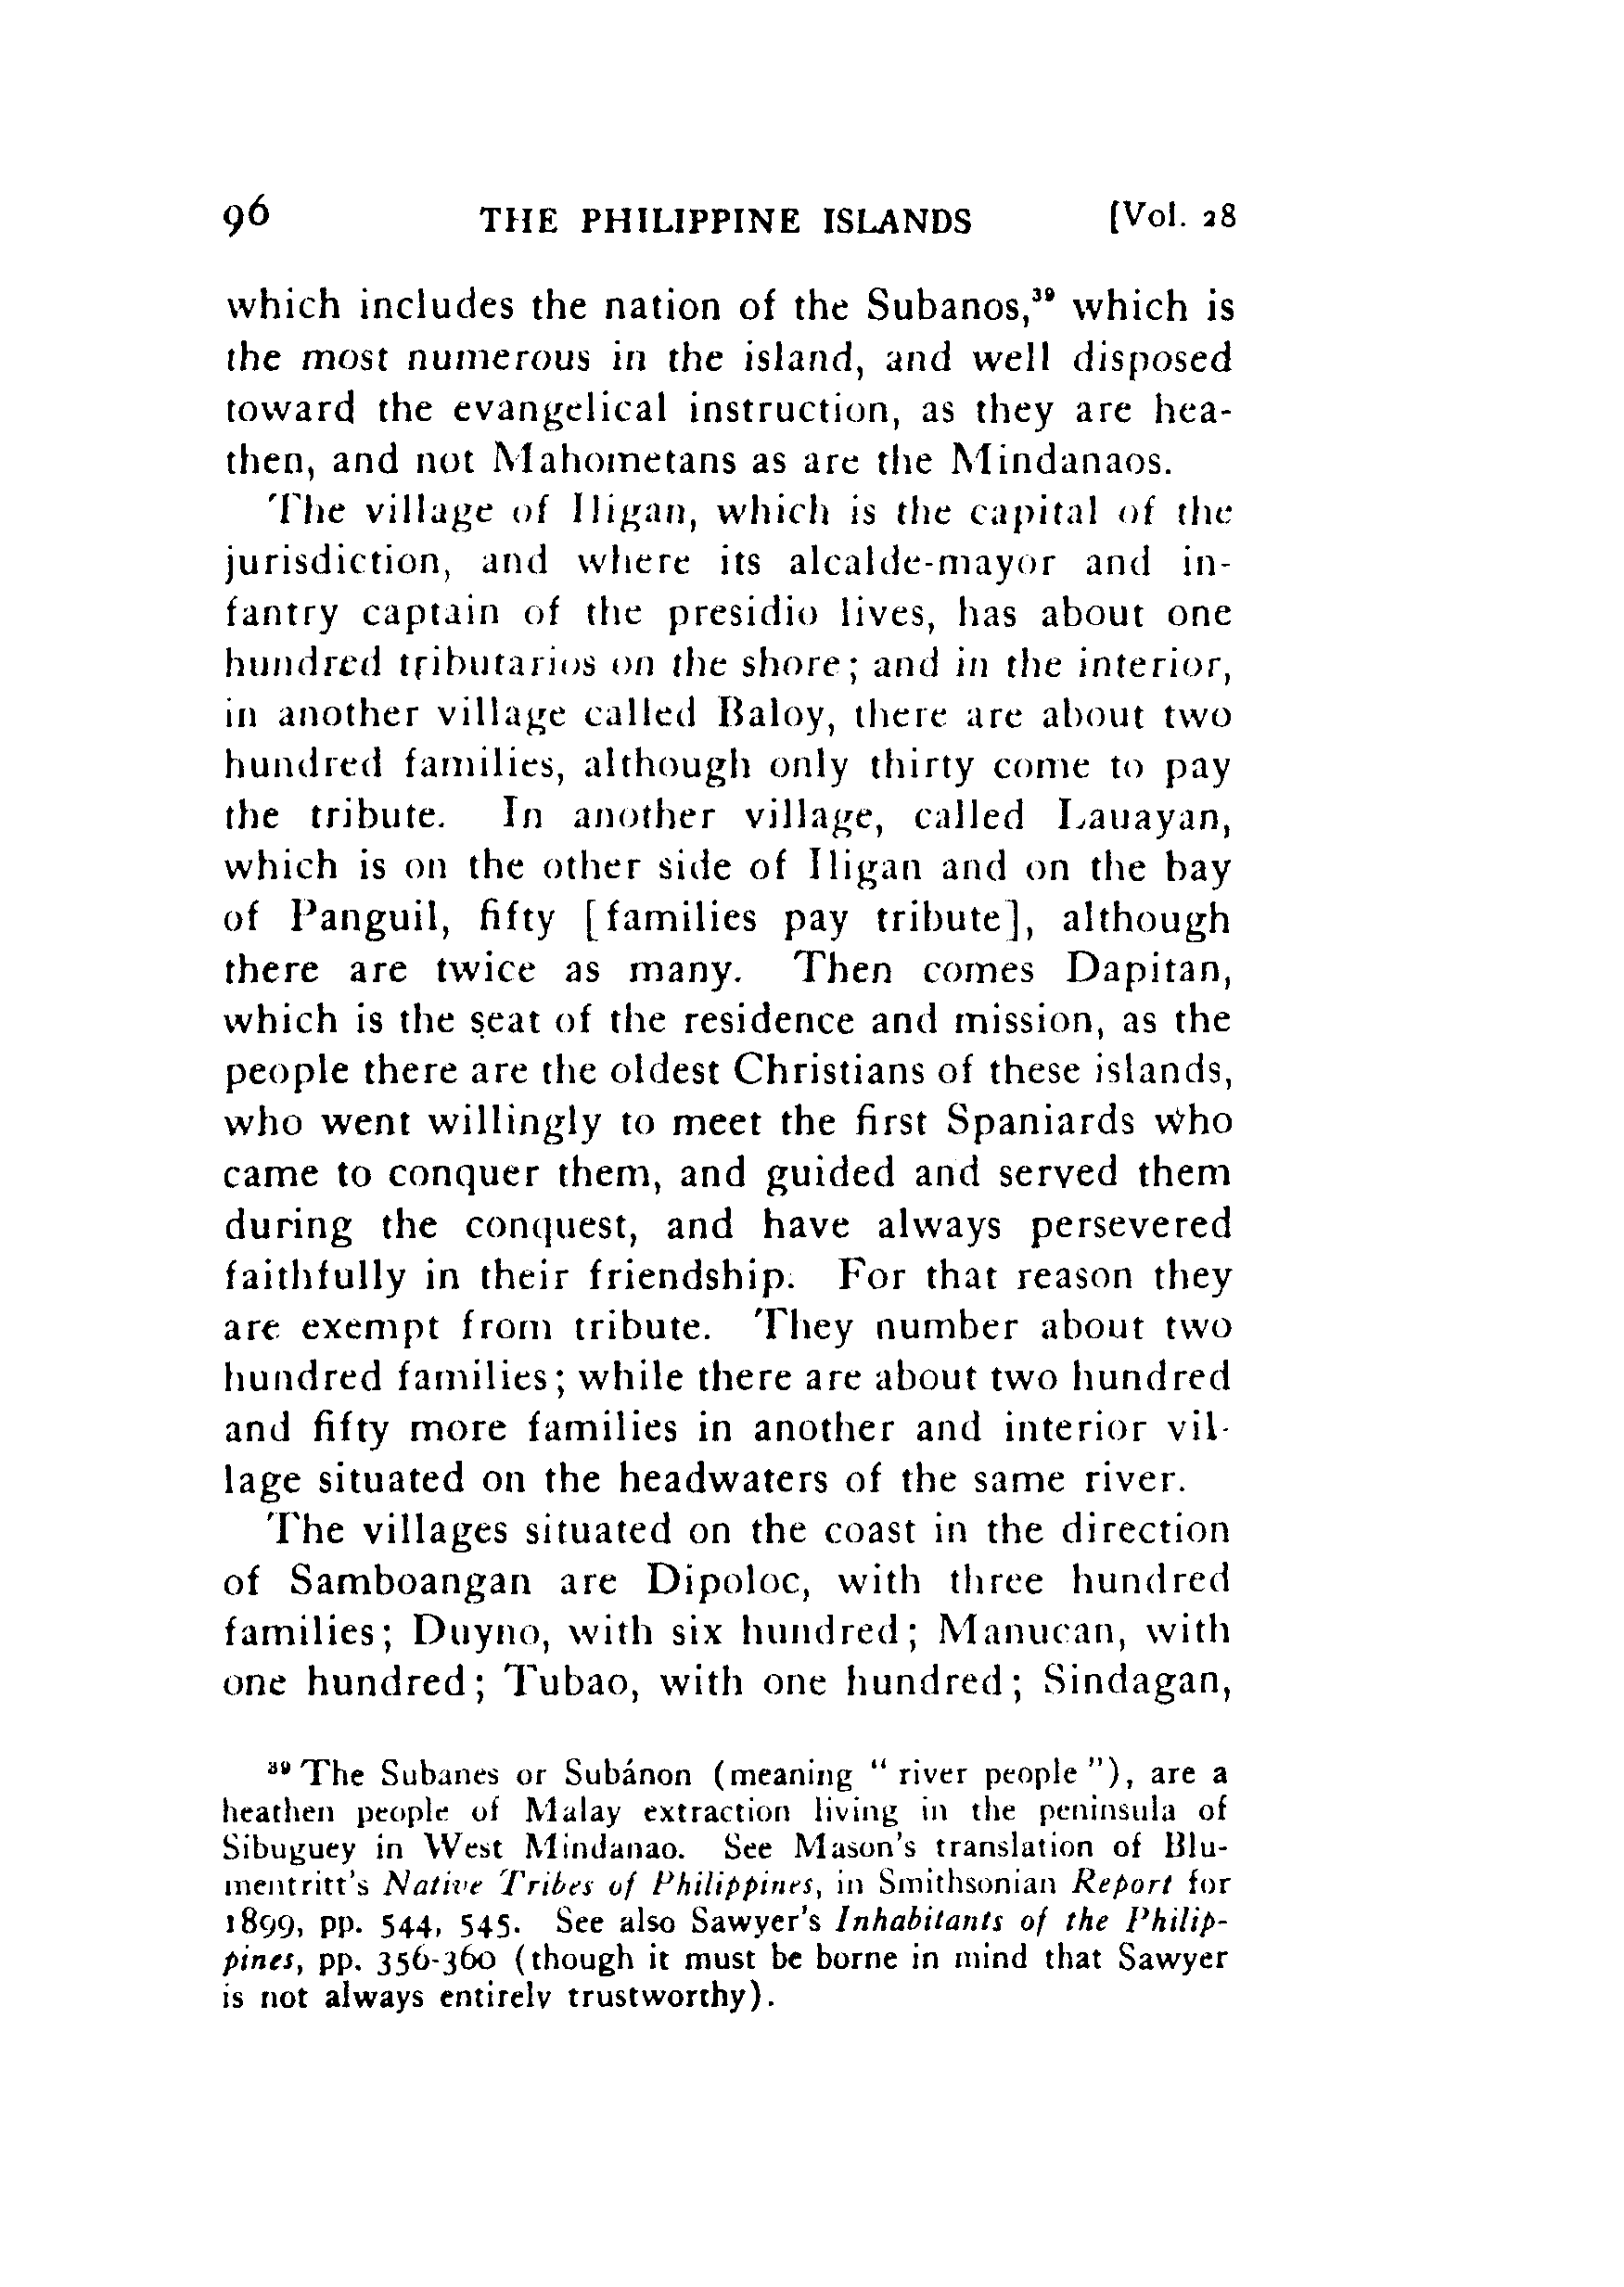 96 THE PHILIPPINE ISLANDS [Vol. 28
which includes the nation of the Subanos,³⁹ which is
the most numerous in the island, and well disposed
toward the evangelical instruction, as they are hea-
then, and not Mahometans as are the Mindanaos.
The village of Iligan, which is the capital of the
jurisdiction, and where its alcalde-mayor and in-
fantry captain of the presidio lives, has about one
hundred tributarios on the shore; and in the interior,
in another village called Baloy, there are about two
hundred families, although only thirty come to pay
the tribute. In another village, called Lauayan,
which is on the other side of Iligan and on the bay
of Panguil, fifty [families pay tribute], although
there are twice as many. Then comes Dapitan,
which is the seat of the residence and mission, as the
people there are the oldest Christians of these islands,
who went willingly to meet the first Spaniards who
came to conquer them, and guided and served them
during the conquest, and have always persevered
faithfully in their friendship. For that reason they
are exempt from tribute. They number about two
hundred families; while there are about two hundred
and fifty more families in another and interior vil-
lage situated on the headwaters of the same river.
The villages situated on the coast in the direction
of Samboangan are Dipoloc, with three hundred
families; Duyno, with six hundred; Manucan, with
one hundred; Tubao, with one hundred; Sindagan,
³⁹ The Subanes or Subánon (meaning "river people"), are a
heathen people of Malay extraction living in the peninsula of
Sibuguey in West Mindanao. See Mason's translation of Blu-
mentritt's Native Tribes of Philippines, in Smithsonian Report for
1899, pp. 544, 545. See also Sawyer's Inhabitants of the Philip-
pines, pp. 356-360 (though it must be borne in mind that Sawyer
is not always entirely trustworthy).